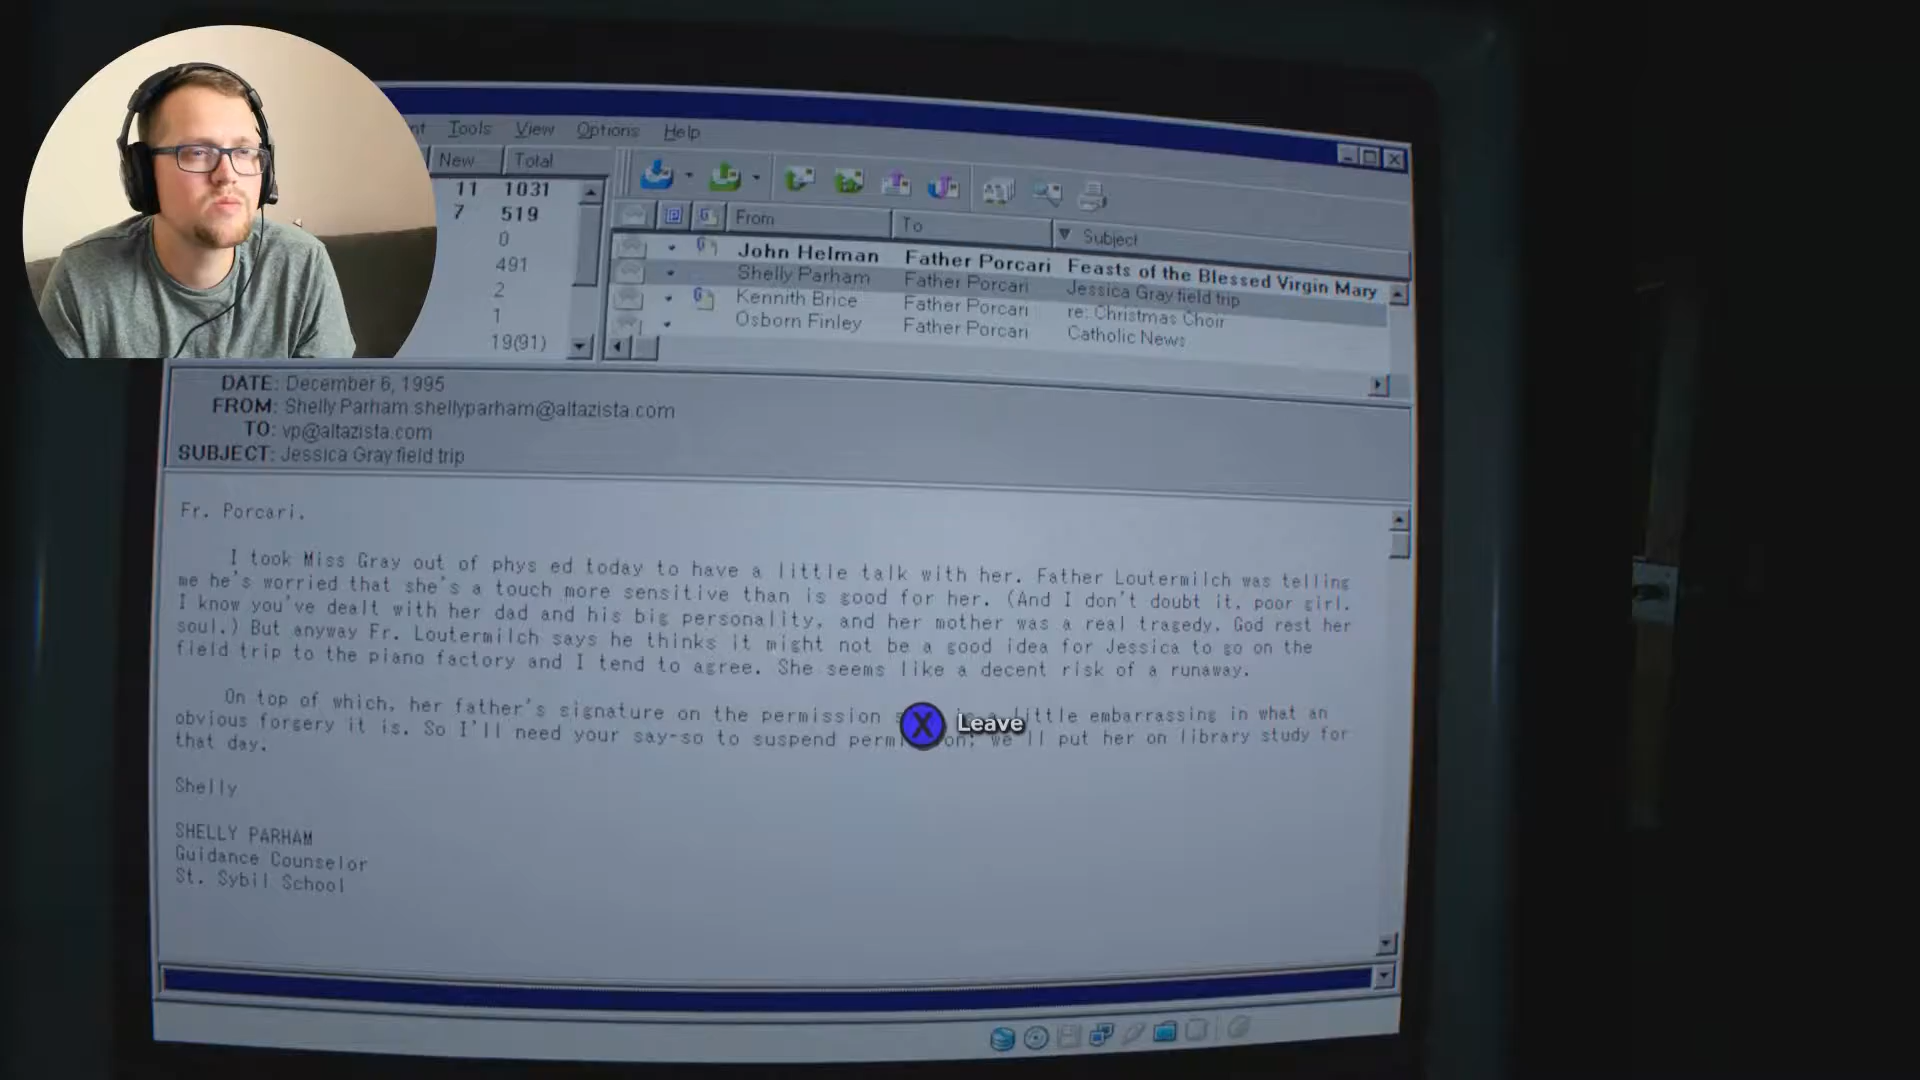 Tools View Options Help
New Total
11 1031
7 519
0
491
2
1
19(91)
From To Subject
John Helman Father Porcari Feasts of the Blessed Virgin Mary
Shelly Parham Father Porcari Jessica Gray field trip
Kennith Brice Father Porcari re: Christmas Choir
Osborn Finley Father Porcari Catholic News
DATE: December 6, 1995
FROM: Shelly Parham shellyparham@altazista.com
TO: vp@altazista.com
SUBJECT: Jessica Gray field trip
Fr. Porcari,
I took Miss Gray out of phys ed today to have a little talk with her. Father Loutermilch was telling
me he's worried that she's a touch more sensitive than is good for her. (And I don't doubt it, poor girl.
I know you've dealt with her dad and his big personality, and her mother was a real tragedy, God rest her
soul.) But anyway Fr. Loutermilch says he thinks it might not be a good idea for Jessica to go on the
field trip to the piano factory and I tend to agree. She seems like a decent risk of a runaway.
On top of which, her father's signature on the permission is a little embarrassing in what an
obvious forgery it is. So I'll need your say-so to suspend we'll put her on library study for
that day.
X Leave
Shelly
SHELLY PARHAM
Guidance Counselor
St. Sybil School